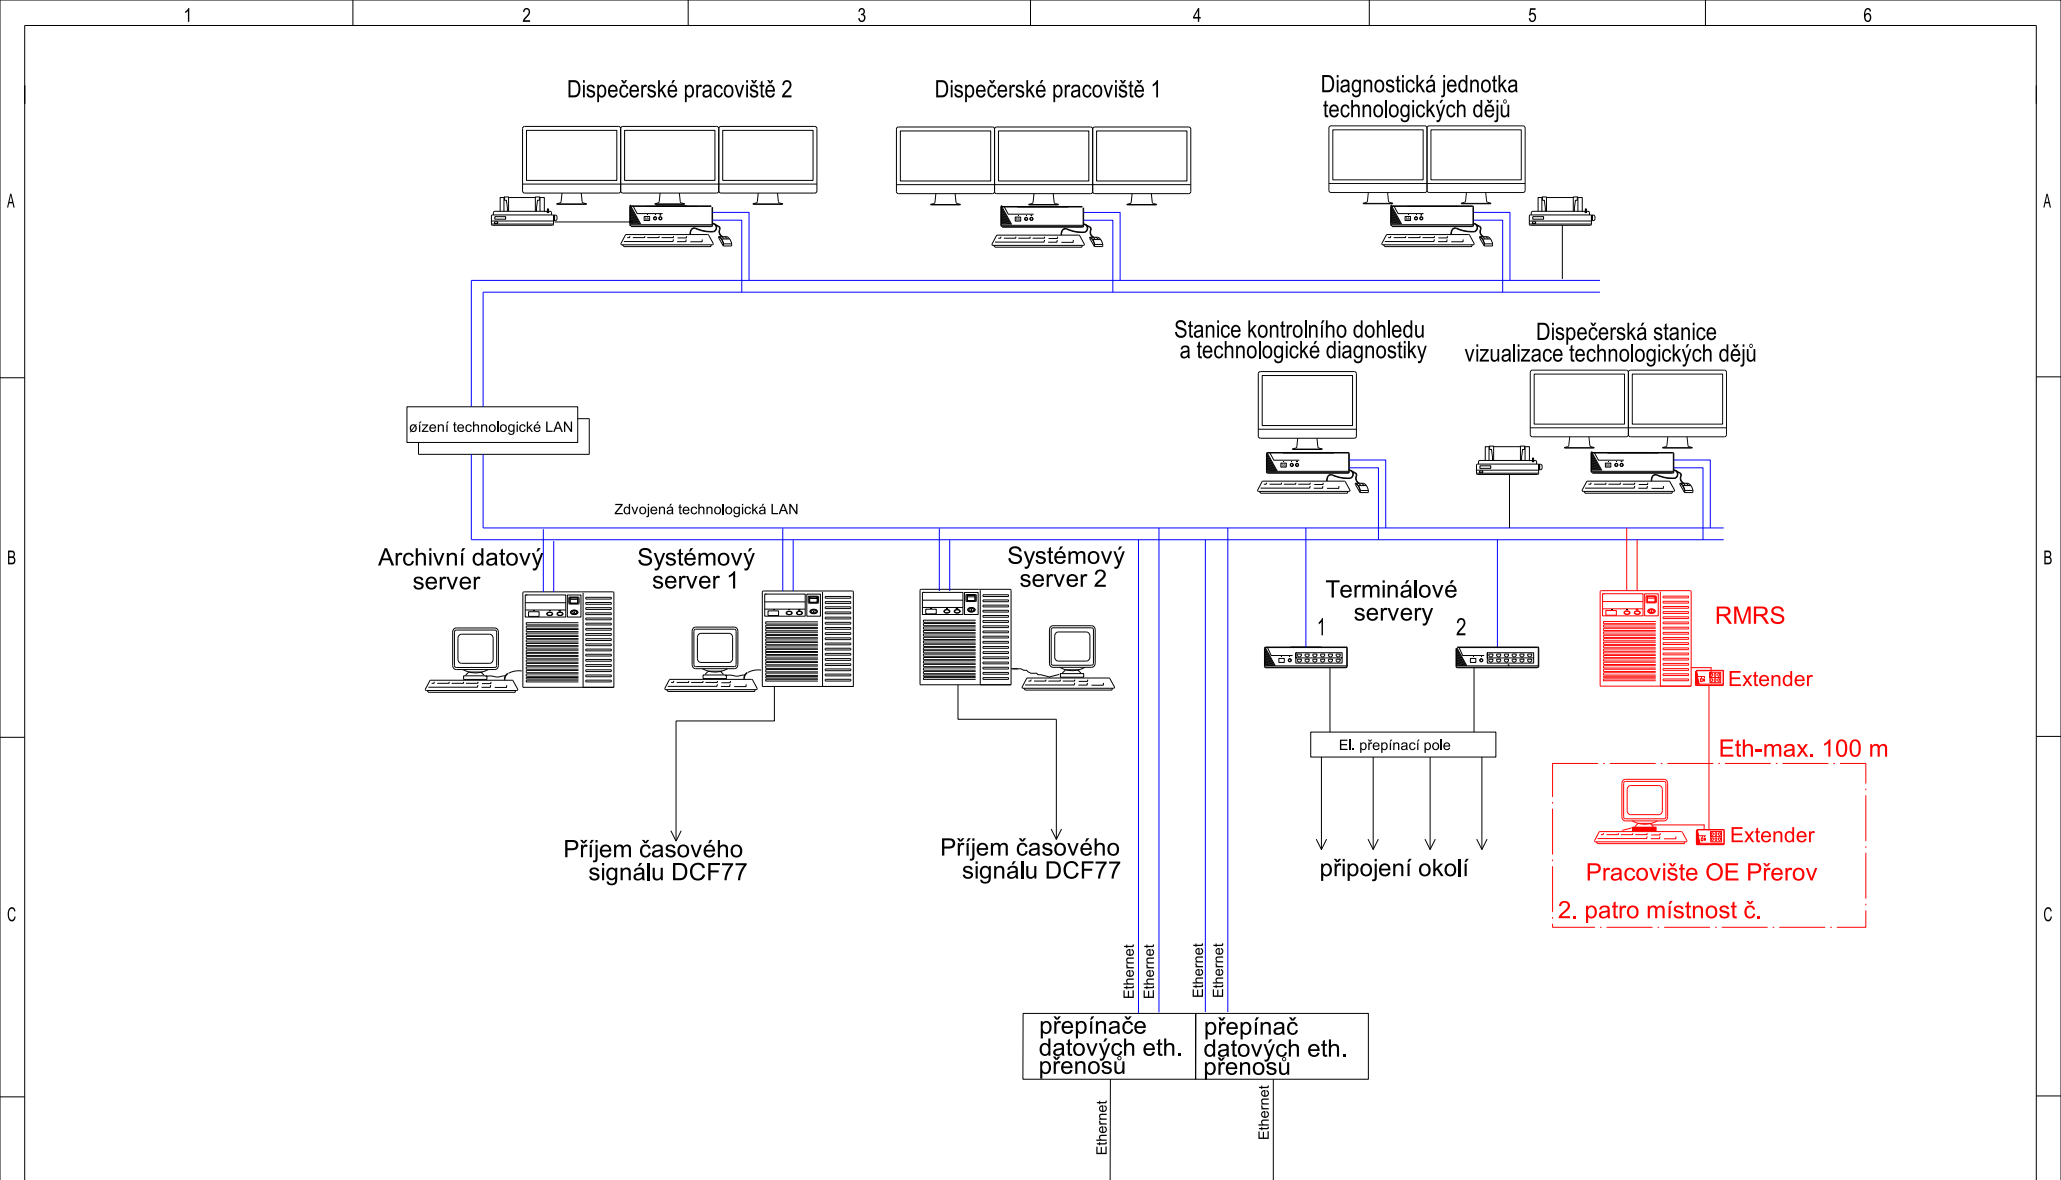 1 2 3 4 5 6
Dispečerské pracoviště 2
Dispečerské pracoviště 1
Diagnostická jednotka
technologických dějů
A A
Stanice kontrolního dohledu
a technologické diagnostiky
Dispečerská stanice
vizualizace technologických dějů
øízení technologické LAN
Zdvojená technologická LAN
B B
Archivní datový
server
Systémový
server 1
Systémový
server 2
Terminálové
servery
1 2
RMRS
Extender
El. přepínací pole
Eth-max. 100 m
Extender
Příjem časového
signálu DCF77
Příjem časového
signálu DCF77
připojení okolí
Pracovište OE Přerov
2. patro místnost č.
C C
Ethernet
Ethernet
Ethernet
Ethernet
přepínače
datových eth.
přenosů
přepínač
datových eth.
přenosů
Ethernet
Ethernet